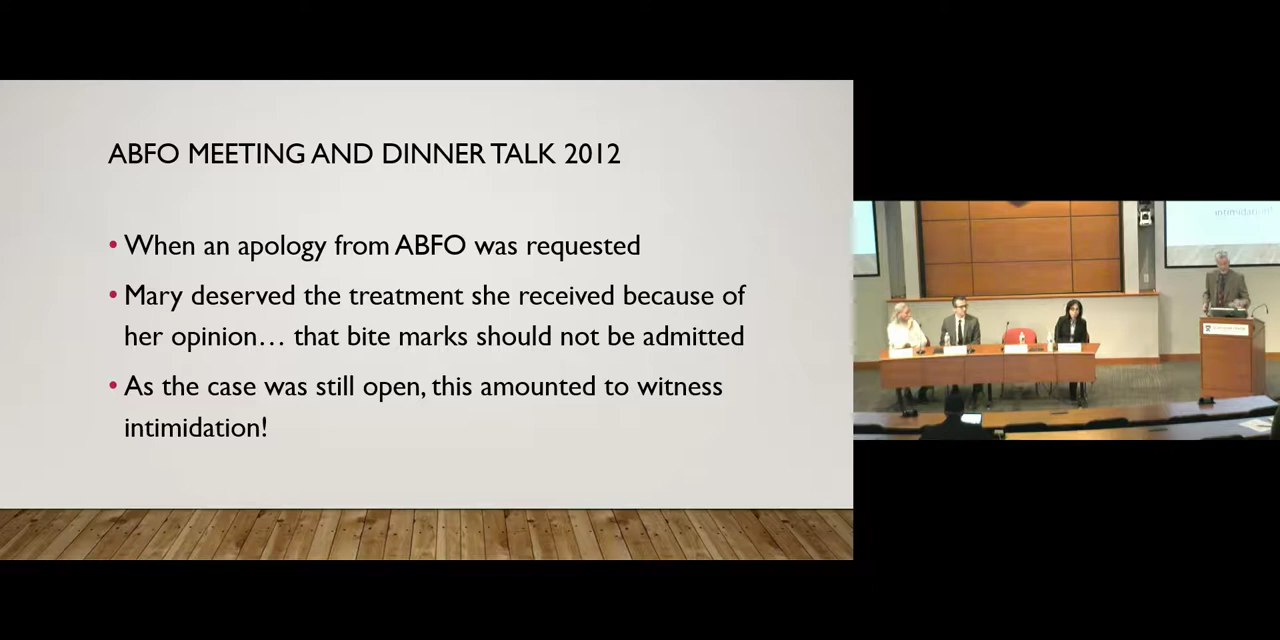 ABFO MEETING AND DINNER TALK 2012
• When an apology from ABFO was requested
• Mary deserved the treatment she received because of
her opinion… that bite marks should not be admitted
• As the case was still open, this amounted to witness
intimidation!
intimidation!